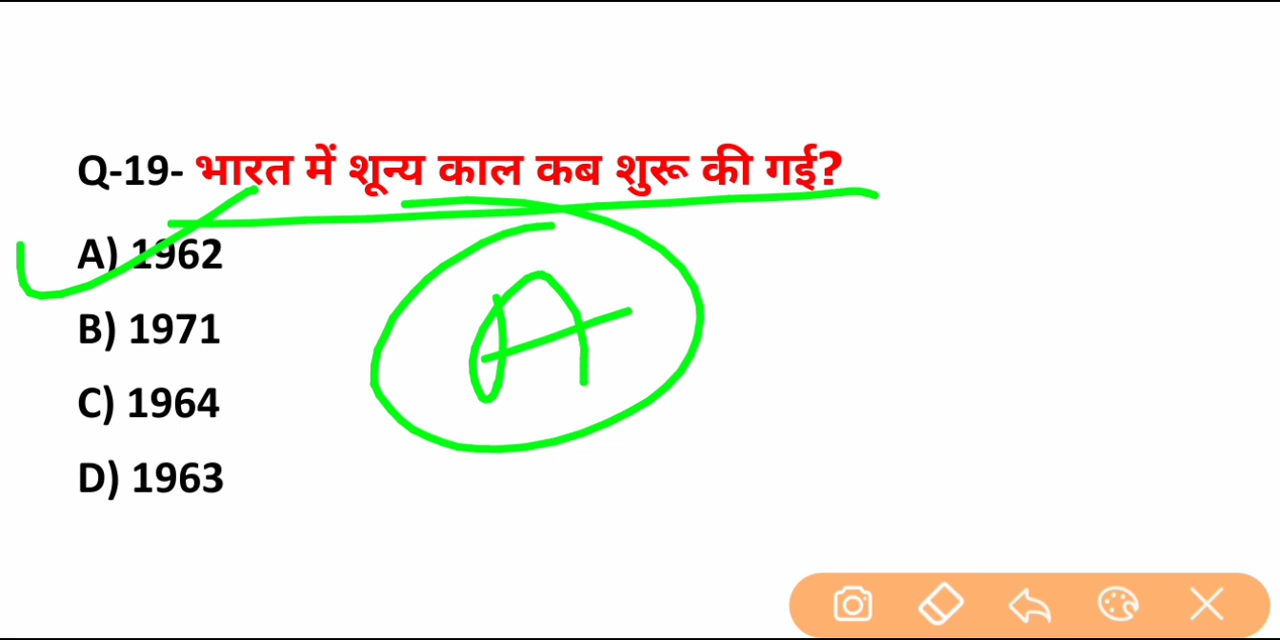 Q-19- भारत में शून्य काल कब शुरू की गई?
A) 1962
B) 1971
A
C) 1964
D) 1963